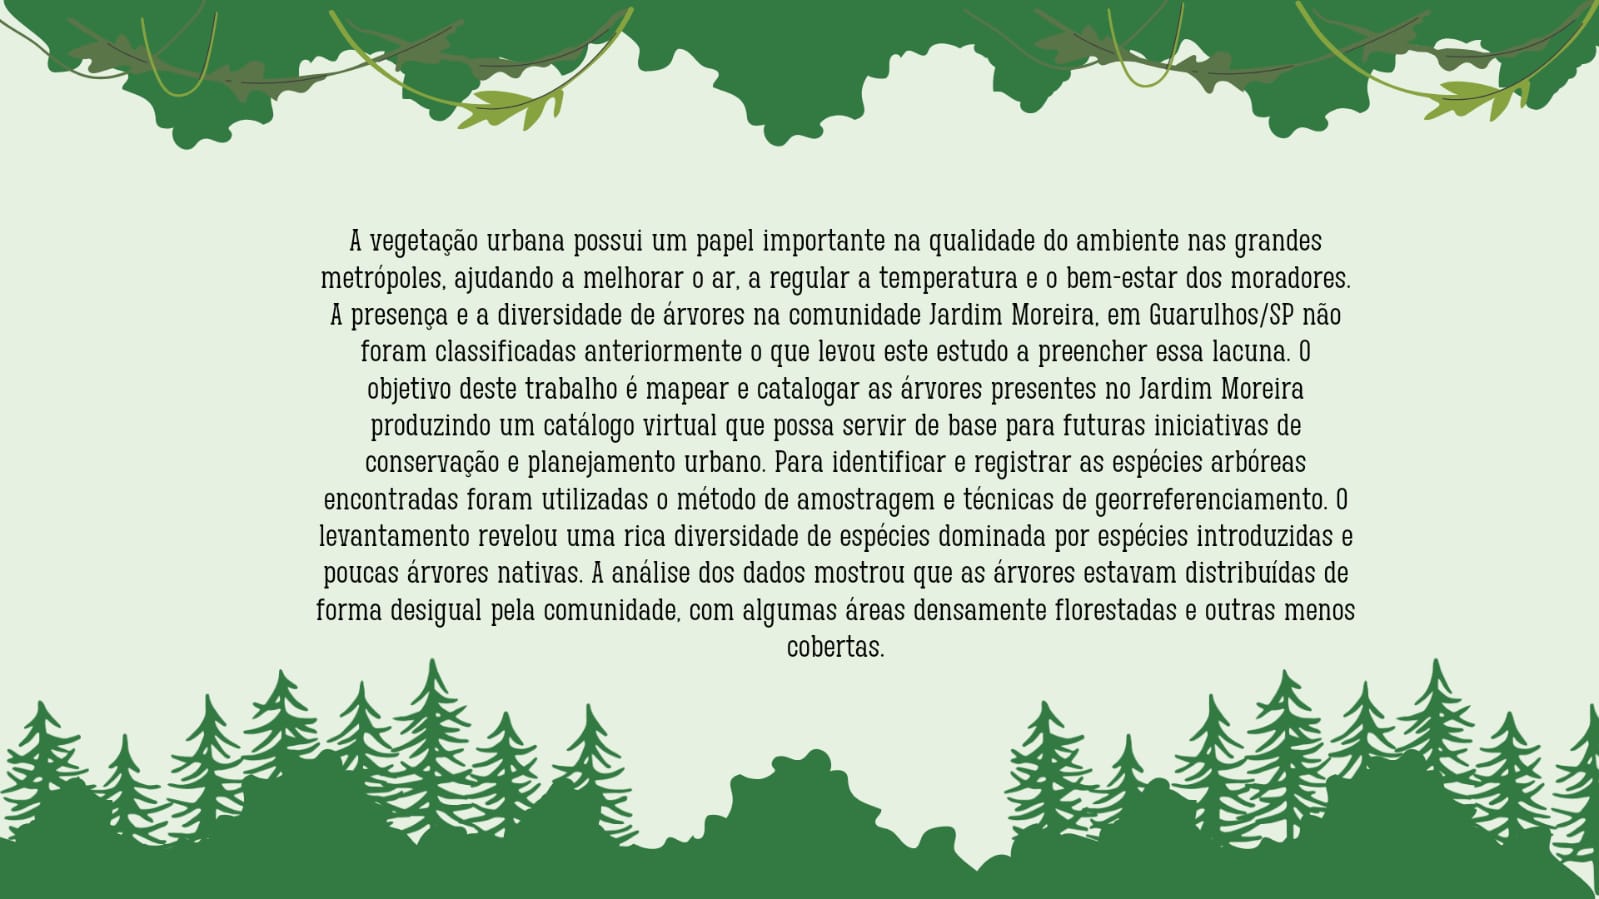 A vegetação urbana possui um papel importante na qualidade do ambiente nas grandes
metrópoles, ajudando a melhorar o ar, a regular a temperatura e o bem-estar dos moradores.
A presença e a diversidade de árvores na comunidade Jardim Moreira, em Guarulhos/SP não
foram classificadas anteriormente o que levou este estudo a preencher essa lacuna. O
objetivo deste trabalho é mapear e catalogar as árvores presentes no Jardim Moreira
produzindo um catálogo virtual que possa servir de base para futuras iniciativas de
conservação e planejamento urbano. Para identificar e registrar as espécies arbóreas
encontradas foram utilizadas o método de amostragem e técnicas de georreferenciamento. O
levantamento revelou uma rica diversidade de espécies dominada por espécies introduzidas e
poucas árvores nativas. A análise dos dados mostrou que as árvores estavam distribuídas de
forma desigual pela comunidade, com algumas áreas densamente florestadas e outras menos
cobertas.